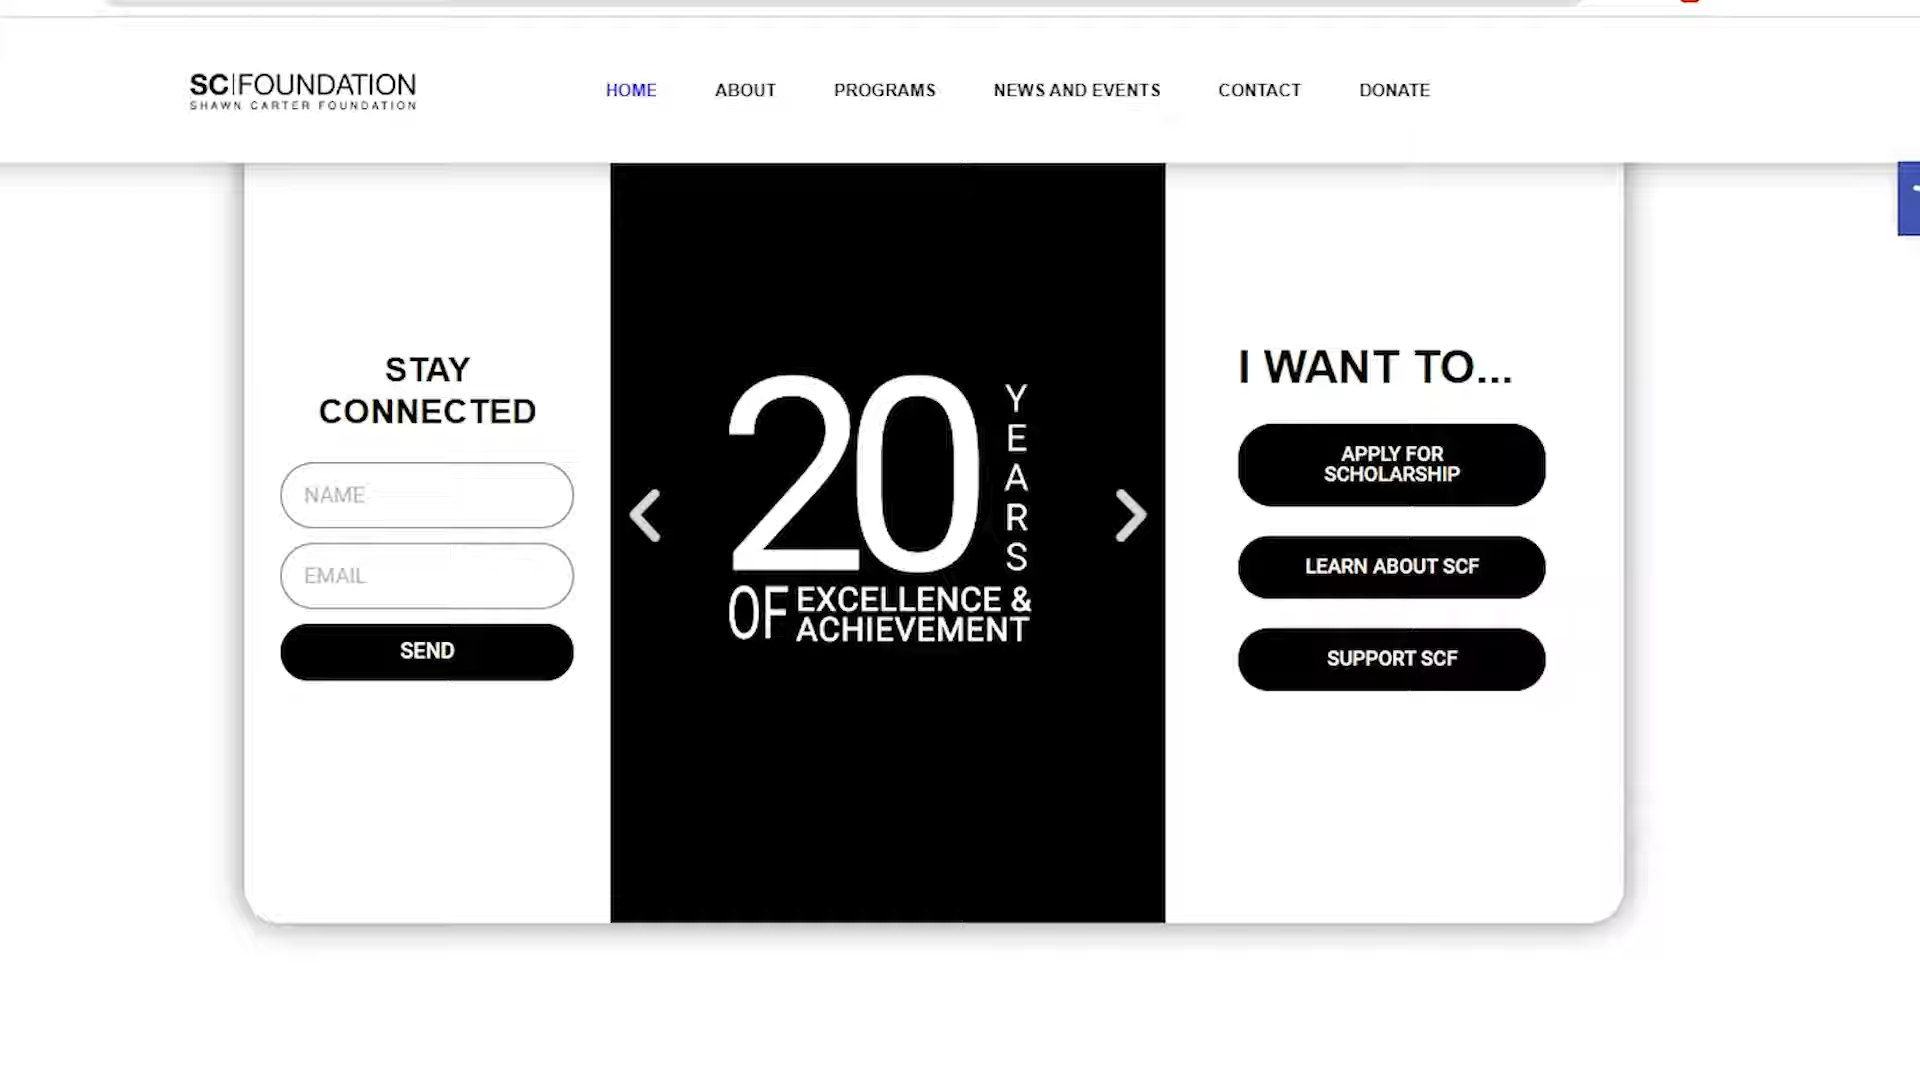 SC|FOUNDATION
SHAWN CARTER FOUNDATION
HOME
ABOUT
PROGRAMS
NEWS AND EVENTS
CONTACT
DONATE
STAY
CONNECTED
NAME
EMAIL
SEND
20
YEARS
OF EXCELLENCE &
ACHIEVEMENT
I WANT TO...
APPLY FOR
SCHOLARSHIP
LEARN ABOUT SCF
SUPPORT SCF